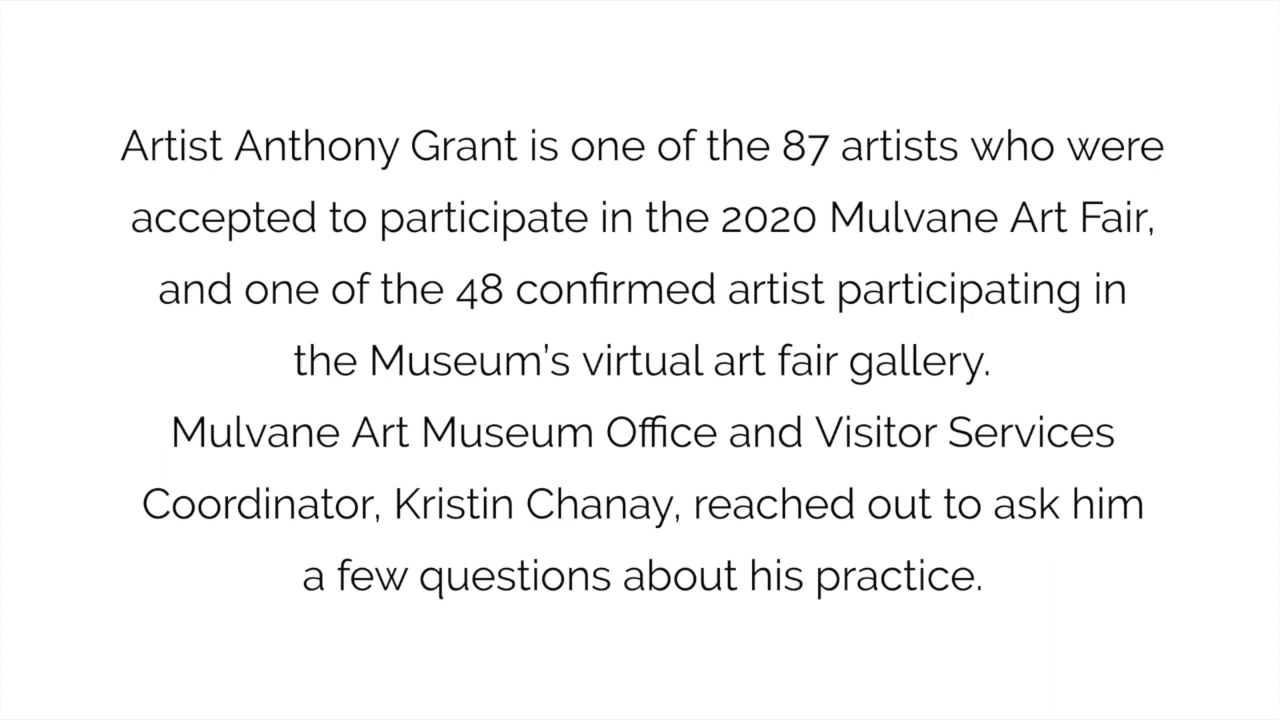 Artist Anthony Grant is one of the 87 artists who were
accepted to participate in the 2020 Mulvane Art Fair,
and one of the 48 confirmed artist participating in
the Museum’s virtual art fair gallery.
Mulvane Art Museum Office and Visitor Services
Coordinator, Kristin Chanay, reached out to ask him
a few questions about his practice.